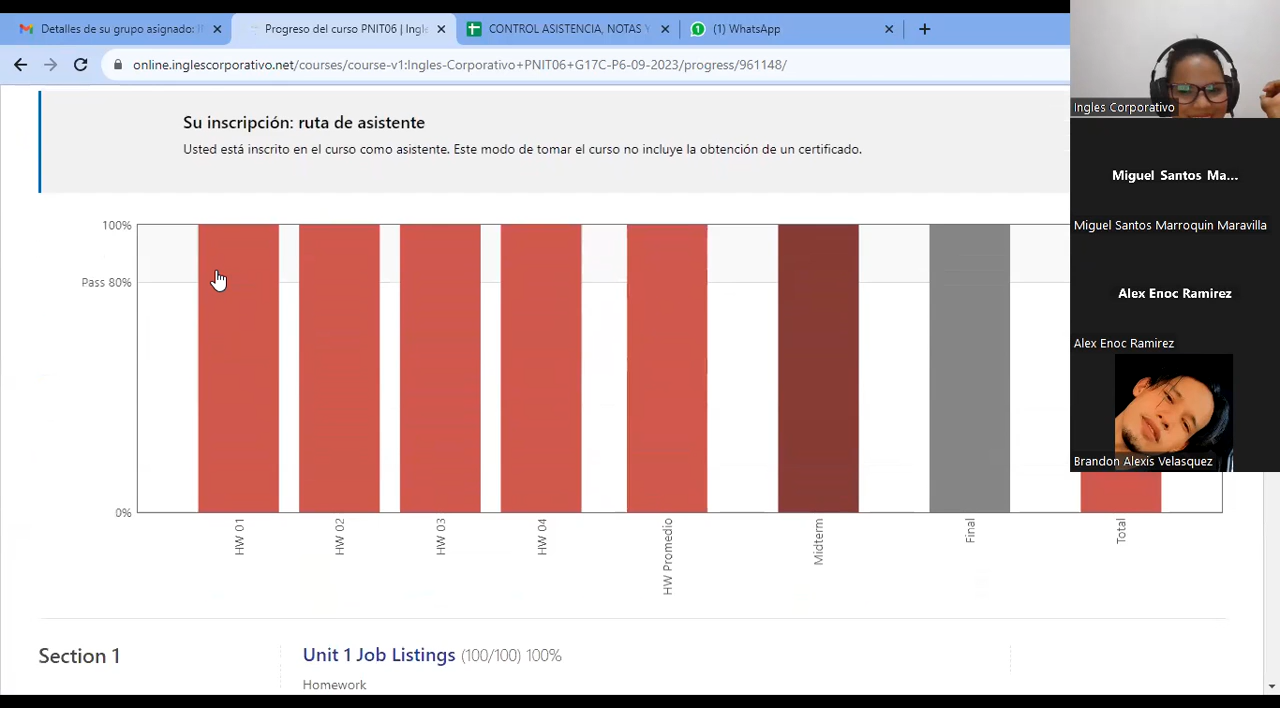 Detalles de su grupo asignado: I
Progreso del curso PNIT06 | Ingl
CONTROL ASISTENCIA, NOTAS Y
(1) WhatsApp
online.inglescorporativo.net/courses/course-v1:Ingles-Corporativo+PNIT06+G17C-P6-09-2023/progress/961148/
Su inscripción: ruta de asistente
Usted está inscrito en el curso como asistente. Este modo de tomar el curso no incluye la obtención de un certificado.
100%
Pass 80%
0%
HW 01
HW 02
HW 03
HW 04
HW Promedio
Midterm
Final
Total
Section 1
Unit 1 Job Listings (100/100) 100%
Homework
Ingles Corporativo
Miguel Santos Ma...
Miguel Santos Marroquin Maravilla
Alex Enoc Ramirez
Alex Enoc Ramirez
Brandon Alexis Velasquez